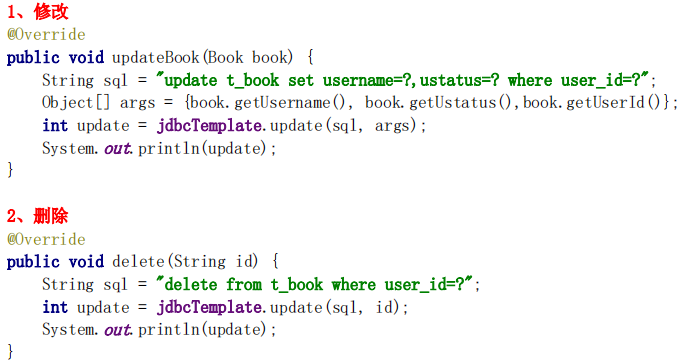 1、修改
@Override
public void updateBook(Book book) {
    String sql = "update t_book set username=?,ustatus=? where user_id=?";
    Object[] args = {book.getUsername(), book.getUstatus(),book.getUserId()};
    int update = jdbcTemplate.update(sql, args);
    System.out.println(update);
}
2、删除
@Override
public void delete(String id) {
    String sql = "delete from t_book where user_id=?";
    int update = jdbcTemplate.update(sql, id);
    System.out.println(update);
}